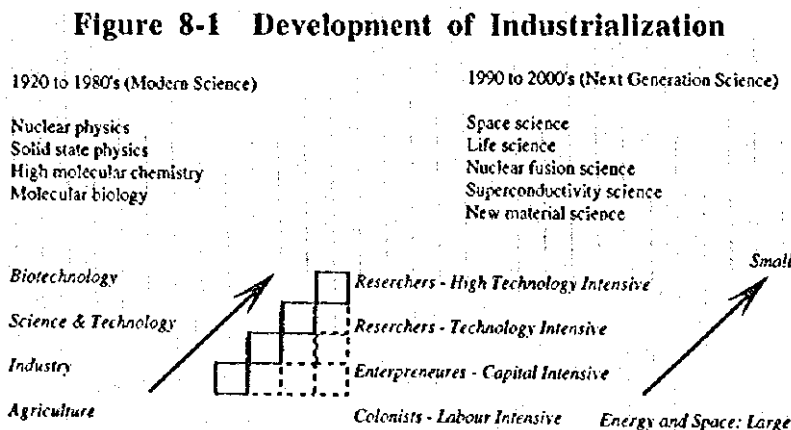 Figure 8-1 Development of Industrialization
1920 to 1980's (Modern Science)
Nuclear physics
Solid state physics
High molecular chemistry
Molecular biology
1990 to 2000's (Next Generation Science)
Space science
Life science
Nuclear fusion science
Superconductivity science
New material science
Biotechnology
Science & Technology
Industry
Agriculture
Reserchers - High Technology Intensive
Reserchers - Technology Intensive
Enterpreneures - Capital Intensive
Colonists - Labour Intensive
Small
Energy and Space: Large